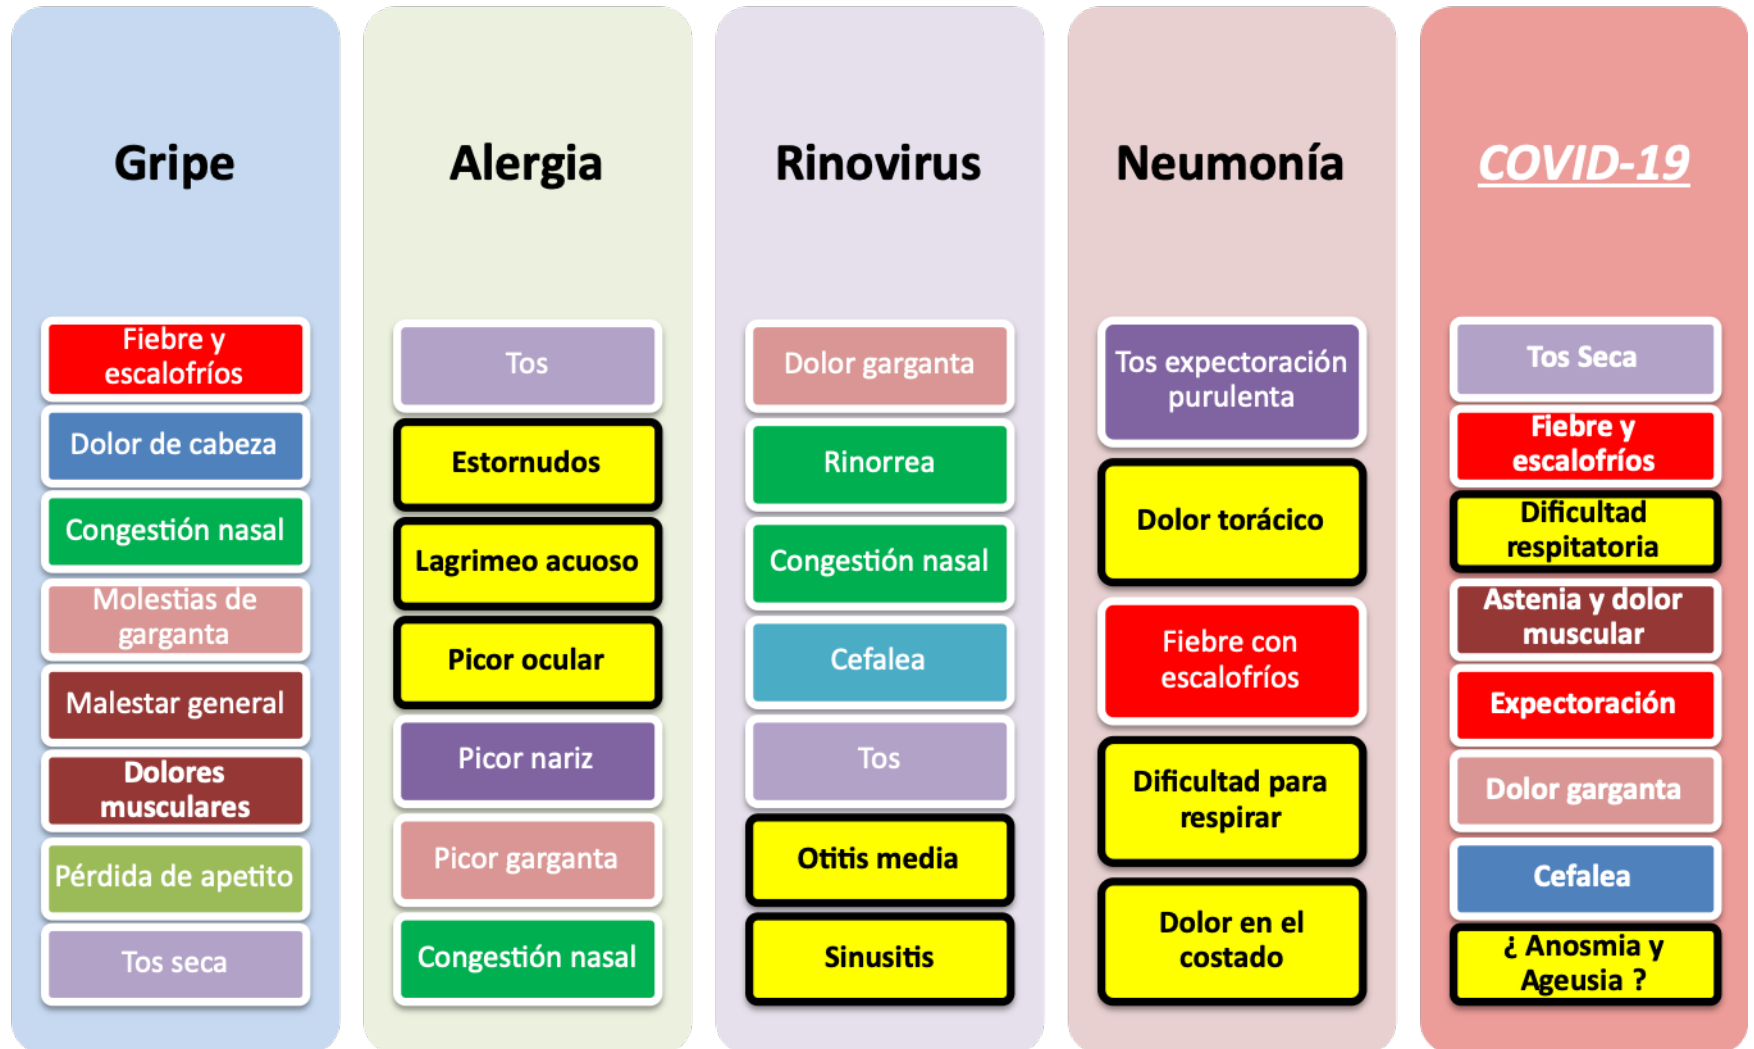 Gripe
Fiebre y
escalofríos
Dolor de cabeza
Congestión nasal
Molestias de
garganta
Malestar general
Dolores
musculares
Pérdida de apetito
Tos seca
Alergia
Tos
Estornudos
Lagrimeo acuoso
Picor ocular
Picor nariz
Picor garganta
Congestión nasal
Rinovirus
Dolor garganta
Rinorrea
Congestión nasal
Cefalea
Tos
Otitis media
Sinusitis
Neumonía
Tos expectoración
purulenta
Dolor torácico
Fiebre con
escalofríos
Dificultad para
respirar
Dolor en el
costado
COVID-19
Tos Seca
Fiebre y
escalofríos
Dificultad
respitatoria
Astenia y dolor
muscular
Expectoración
Dolor garganta
Cefalea
¿ Anosmia y
Ageusia ?